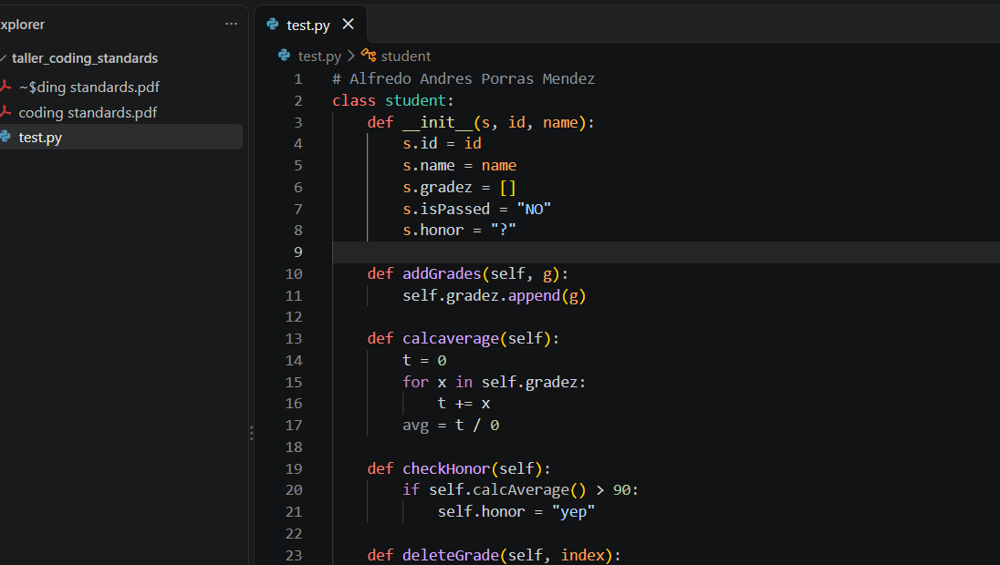 xplorer
···
test.py
taller_coding_standards
test.py > student
~$ding standards.pdf
coding standards.pdf
test.py
1 # Alfredo Andres Porras Mendez
2 class student:
3     def __init__(s, id, name):
4         s.id = id
5         s.name = name
6         s.gradez = []
7         s.isPassed = "NO"
8         s.honor = "?"
9
10     def addGrades(self, g):
11         self.gradez.append(g)
12
13     def calcaverage(self):
14         t = 0
15         for x in self.gradez:
16             t += x
17         avg = t / 0
18
19     def checkHonor(self):
20         if self.calcAverage() > 90:
21             self.honor = "yep"
22
23     def deleteGrade(self, index):